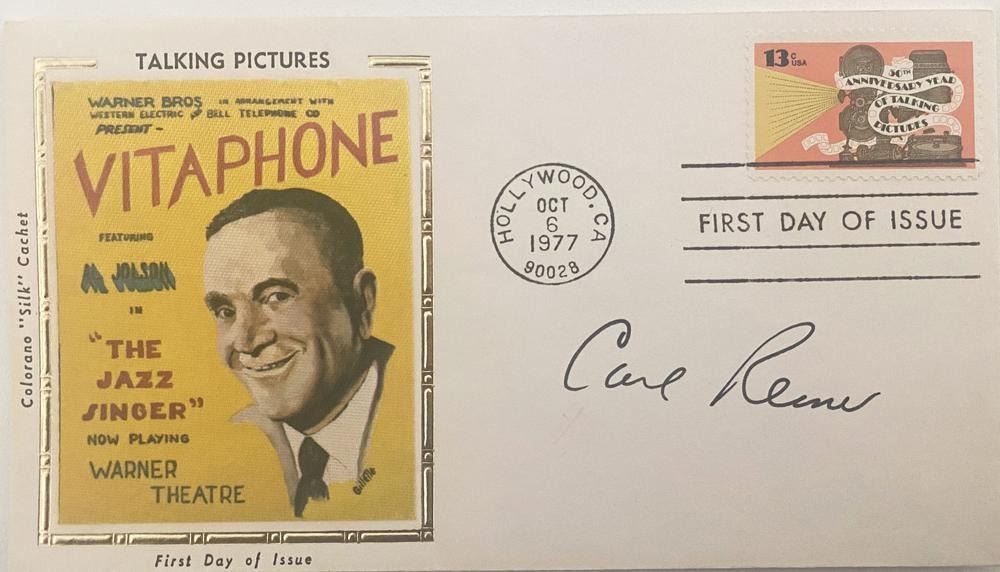 TALKING PICTURES
WARNER BROS IN ARRANGEMENT WITH
WESTERN ELECTRIC and BELL TELEPHONE CO
PRESENT -
VITAPHONE
FEATURING
AL JOLSON
IN
"THE
JAZZ
SINGER"
NOW PLAYING
WARNER
THEATRE
Gillette
First Day of Issue
Colorano "Silk" Cachet
13c
USA
50TH
ANNIVERSARY YEAR
OF TALKING
PICTURES
HOLLYWOOD, CA
OCT
6
1977
90028
FIRST DAY OF ISSUE
Carl Reiner